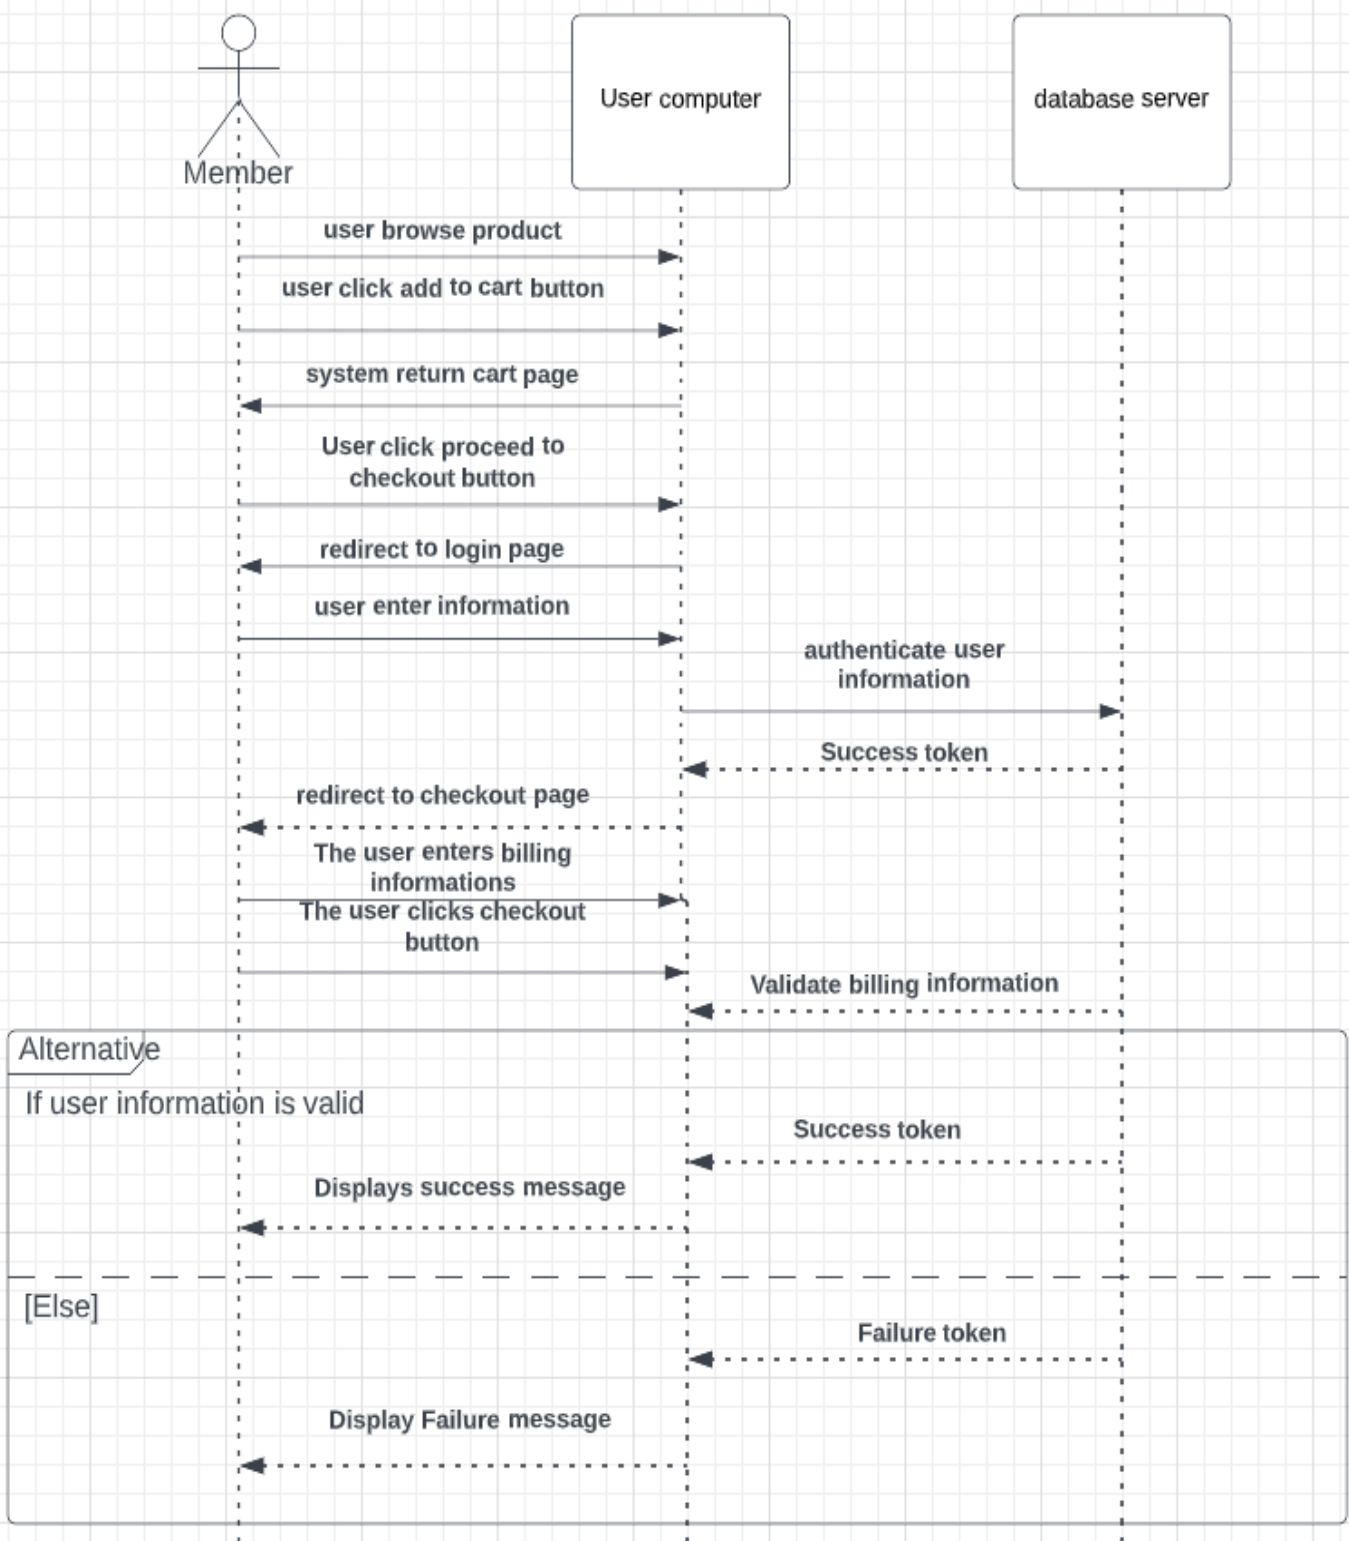 Member
User computer
database server
user browse product
user click add to cart button
system return cart page
User click proceed to
checkout button
redirect to login page
user enter information
authenticate user
information
Success token
redirect to checkout page
The user enters billing
informations
The user clicks checkout
button
Validate billing information
Alternative
If user information is valid
Success token
Displays success message
[Else]
Failure token
Display Failure message